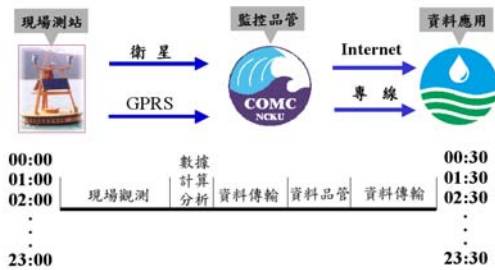 現場測站
監控品管
資料應用
衛星
GPRS
COMC
NCKU
Internet
專線
00:00
01:00
02:00
23:00
現場觀測
數據
計算
分析
資料傳輸
資料品管
資料傳輸
00:30
01:30
02:30
23:30